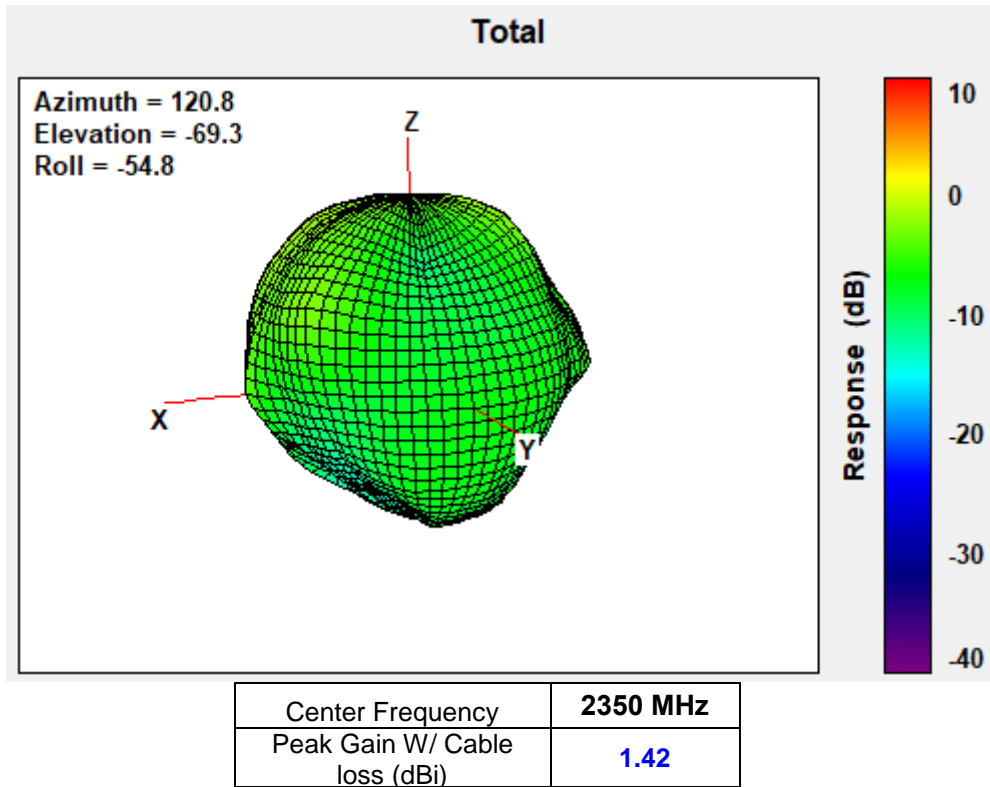 Total
Azimuth = 120.8
Elevation = -69.3
Roll = -54.8
Z
X
Y
10
0
-10
-20
-30
-40
Response (dB)
Center Frequency 2350 MHz
Peak Gain W/ Cable
loss (dBi) 1.42